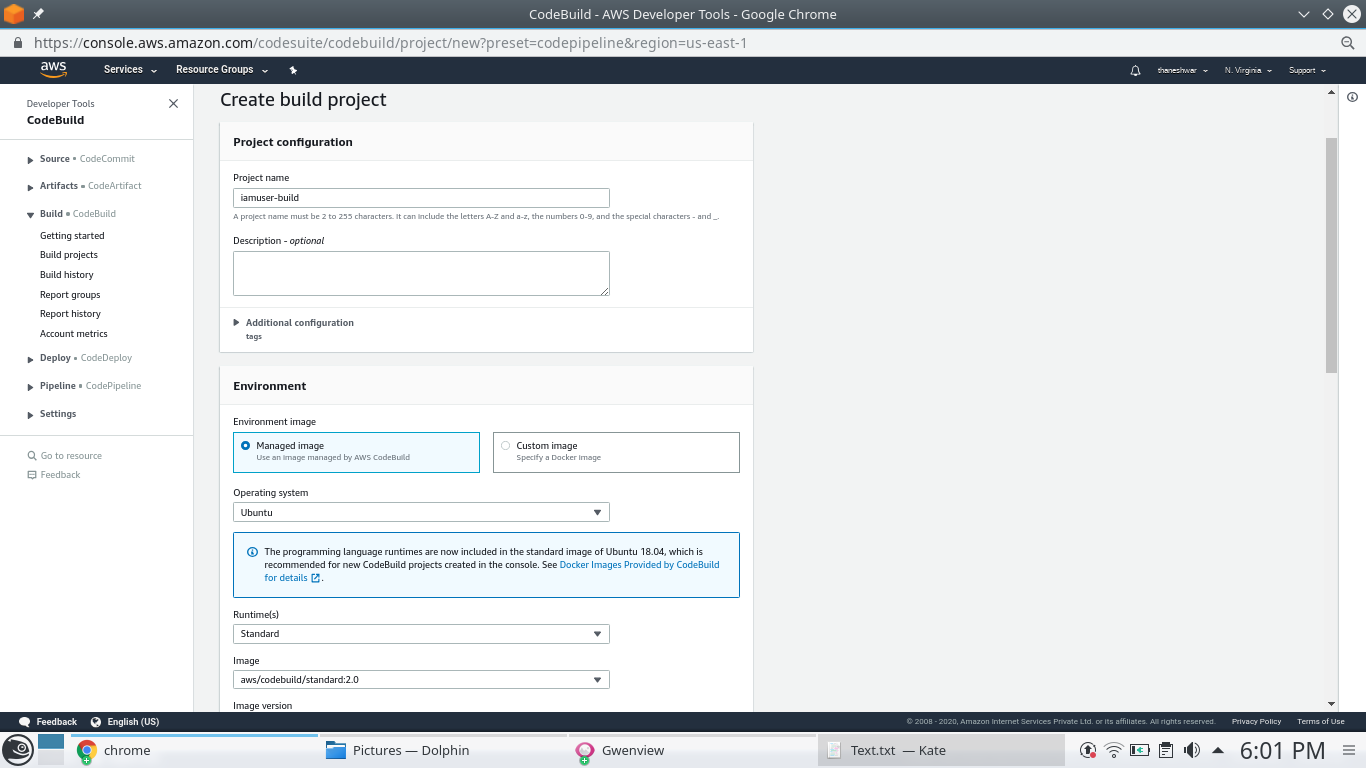 CodeBuild - AWS Developer Tools - Google Chrome
https://console.aws.amazon.com/codesuite/codebuild/project/new?preset=codepipeline&region=us-east-1
aws Services Resource Groups thaneshwar N. Virginia Support
Developer Tools
CodeBuild
Source • CodeCommit
Artifacts • CodeArtifact
Build • CodeBuild
Getting started
Build projects
Build history
Report groups
Report history
Account metrics
Deploy • CodeDeploy
Pipeline • CodePipeline
Settings
Go to resource
Feedback
Create build project
Project configuration
Project name
iamuser-build
A project name must be 2 to 255 characters. It can include the letters A-Z and a-z, the numbers 0-9, and the special characters - and _.
Description - optional
Additional configuration
tags
Environment
Environment image
Managed image
Use an image managed by AWS CodeBuild
Custom image
Specify a Docker image
Operating system
Ubuntu
The programming language runtimes are now included in the standard image of Ubuntu 18.04, which is
recommended for new CodeBuild projects created in the console. See Docker Images Provided by CodeBuild
for details .
Runtime(s)
Standard
Image
aws/codebuild/standard:2.0
Image version
Feedback English (US) © 2008 - 2020, Amazon Internet Services Private Ltd. or its affiliates. All rights reserved. Privacy Policy Terms of Use
chrome Pictures — Dolphin Gwenview Text.txt — Kate 6:01 PM